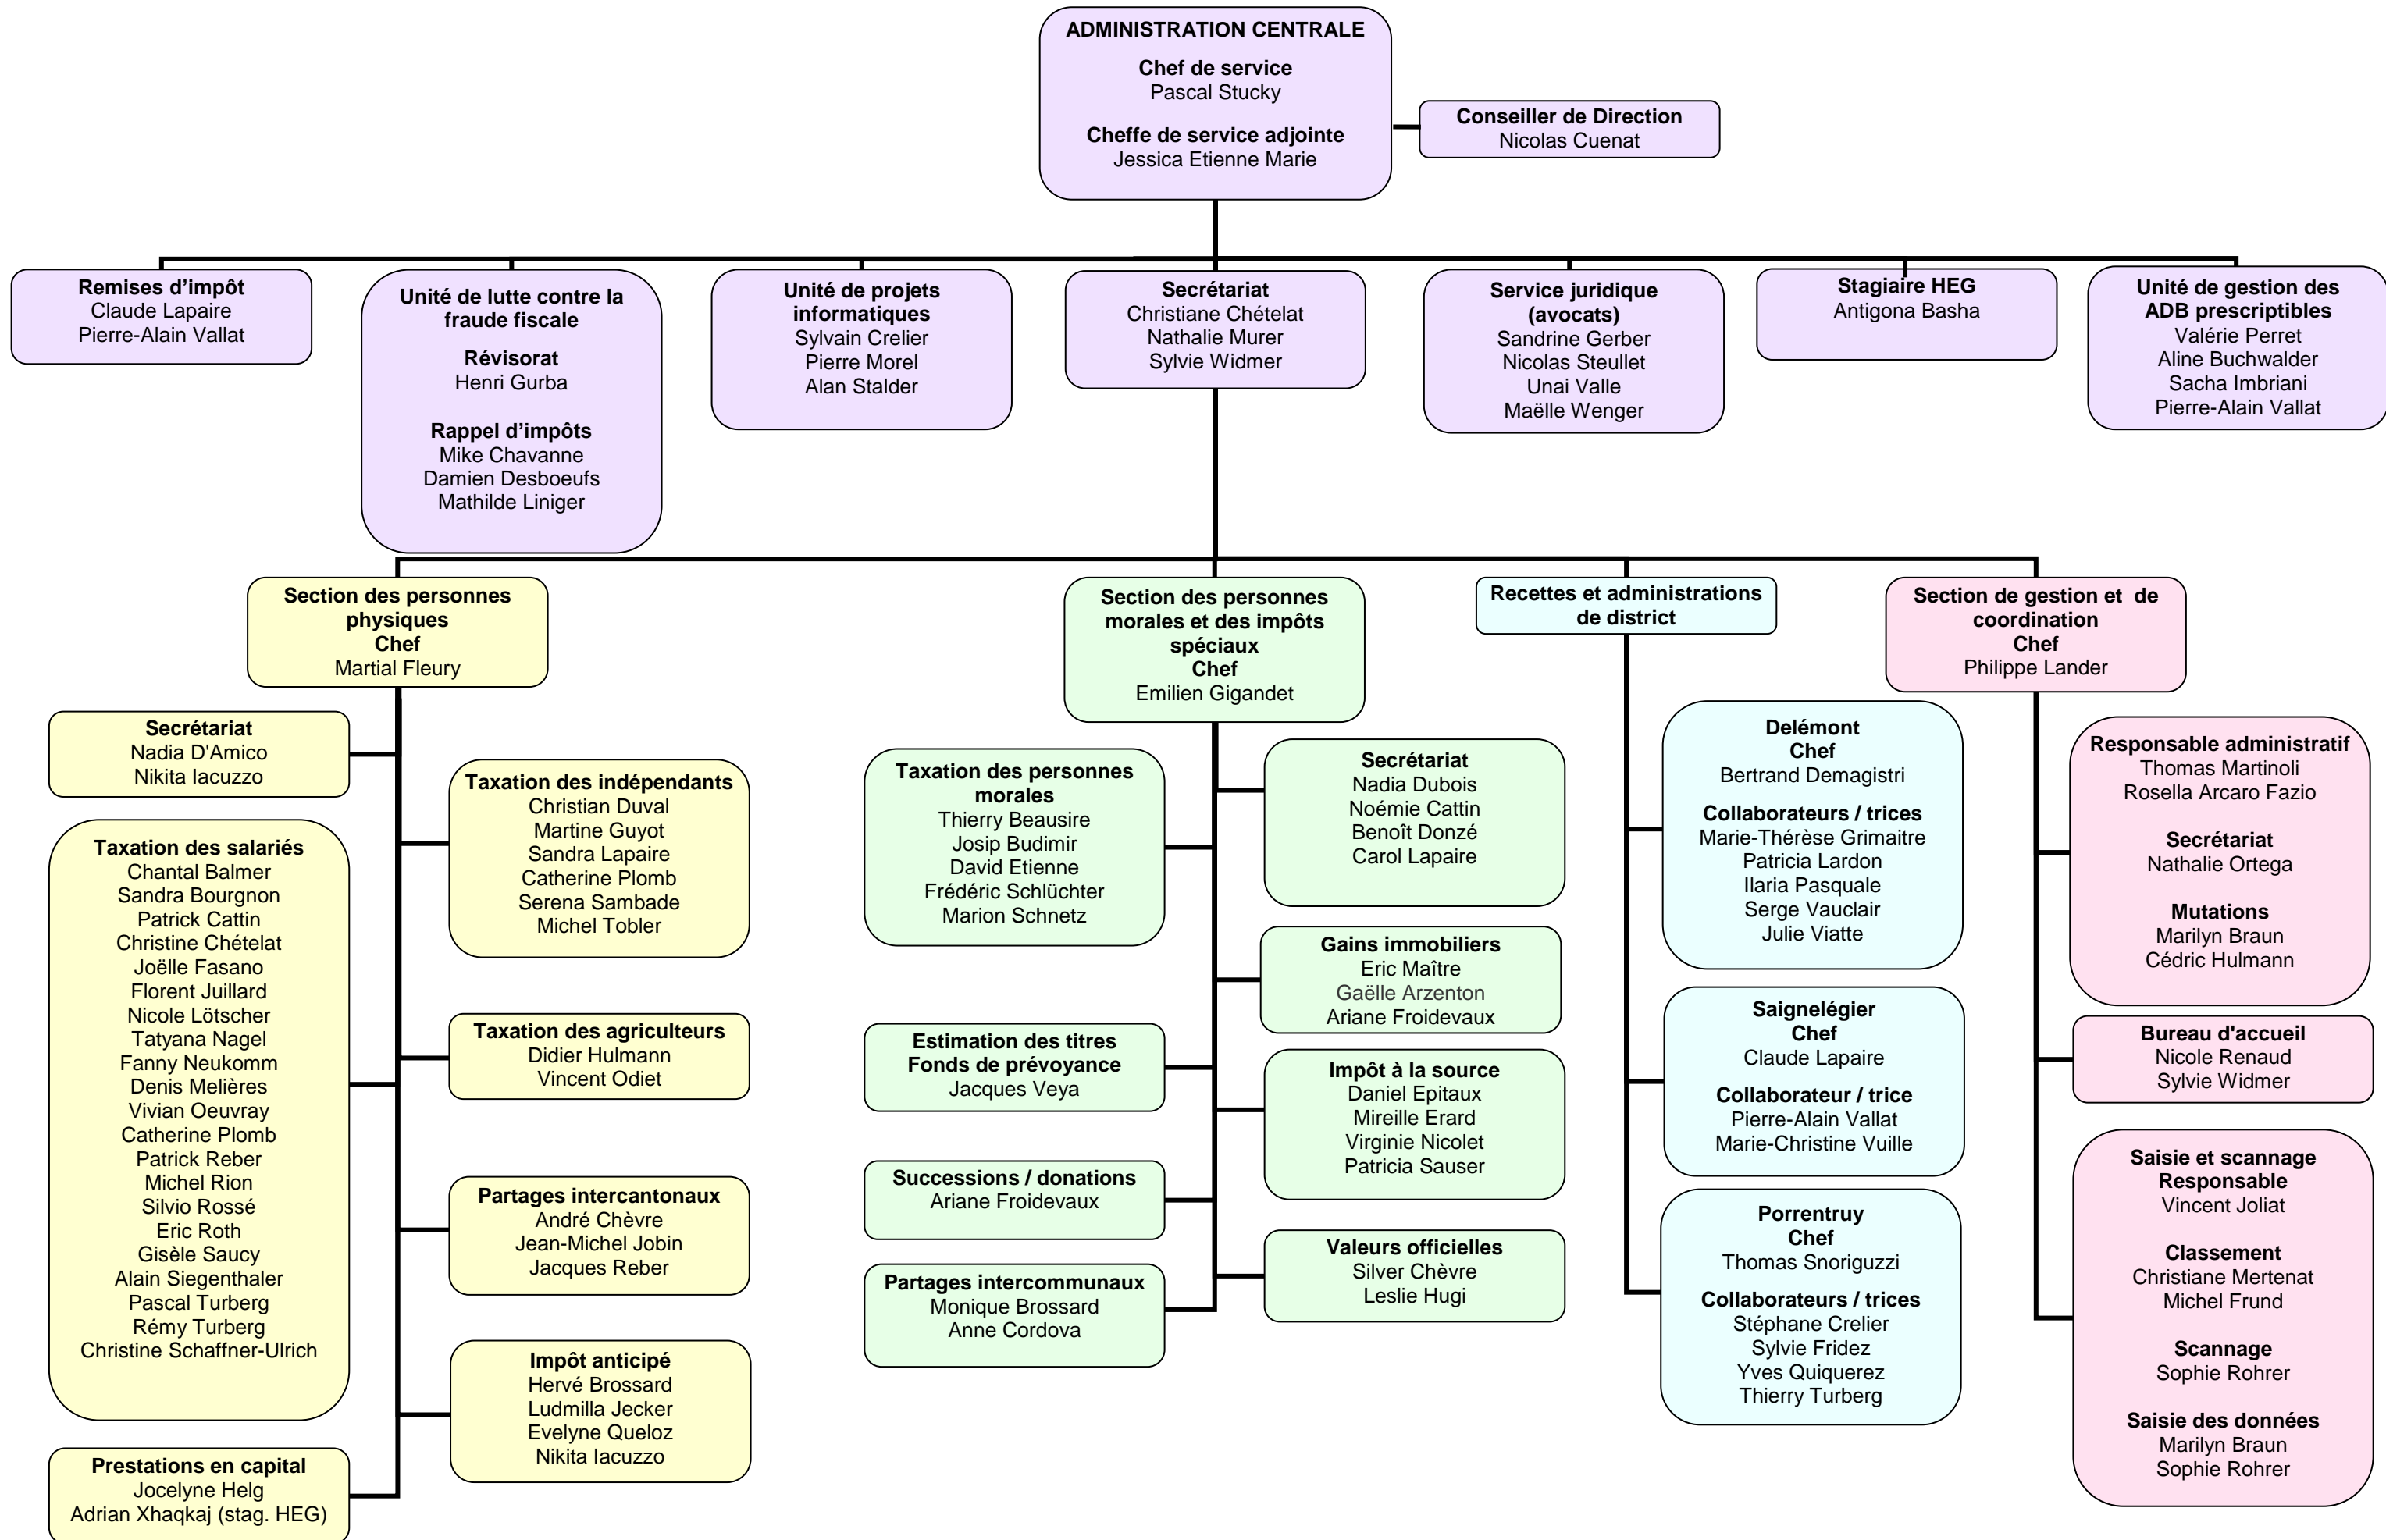 ADMINISTRATION CENTRALE
Chef de service
Pascal Stucky
Cheffe de service adjointe
Jessica Etienne Marie
Conseiller de Direction
Nicolas Cuenat
Remises d’impôt
Claude Lapaire
Pierre-Alain Vallat
Unité de lutte contre la
fraude fiscale
Révisorat
Henri Gurba
Rappel d’impôts
Mike Chavanne
Damien Desboeufs
Mathilde Liniger
Unité de projets
informatiques
Sylvain Crelier
Pierre Morel
Alan Stalder
Secrétariat
Christiane Chételat
Nathalie Murer
Sylvie Widmer
Service juridique
(avocats)
Sandrine Gerber
Nicolas Steullet
Unai Valle
Maëlle Wenger
Stagiaire HEG
Antigona Basha
Unité de gestion des
ADB prescriptibles
Valérie Perret
Aline Buchwalder
Sacha Imbriani
Pierre-Alain Vallat
Section des personnes
physiques
Chef
Martial Fleury
Secrétariat
Nadia D'Amico
Nikita Iacuzzo
Taxation des salariés
Chantal Balmer
Sandra Bourgnon
Patrick Cattin
Christine Chételat
Joëlle Fasano
Florent Juillard
Nicole Lötscher
Tatyana Nagel
Fanny Neukomm
Denis Melières
Vivian Oeuvray
Catherine Plomb
Patrick Reber
Michel Rion
Silvio Rossé
Eric Roth
Gisèle Saucy
Alain Siegenthaler
Pascal Turberg
Rémy Turberg
Christine Schaffner-Ulrich
Prestations en capital
Jocelyne Helg
Adrian Xhaqkaj (stag. HEG)
Taxation des indépendants
Christian Duval
Martine Guyot
Sandra Lapaire
Catherine Plomb
Serena Sambade
Michel Tobler
Taxation des agriculteurs
Didier Hulmann
Vincent Odiet
Partages intercantonaux
André Chèvre
Jean-Michel Jobin
Jacques Reber
Impôt anticipé
Hervé Brossard
Ludmilla Jecker
Evelyne Queloz
Nikita Iacuzzo
Section des personnes
morales et des impôts
spéciaux
Chef
Emilien Gigandet
Taxation des personnes
morales
Thierry Beausire
Josip Budimir
David Etienne
Frédéric Schlüchter
Marion Schnetz
Estimation des titres
Fonds de prévoyance
Jacques Veya
Successions / donations
Ariane Froidevaux
Partages intercommunaux
Monique Brossard
Anne Cordova
Secrétariat
Nadia Dubois
Noémie Cattin
Benoît Donzé
Carol Lapaire
Gains immobiliers
Eric Maître
Gaëlle Arzenton
Ariane Froidevaux
Impôt à la source
Daniel Epitaux
Mireille Erard
Virginie Nicolet
Patricia Sauser
Valeurs officielles
Silver Chèvre
Leslie Hugi
Recettes et administrations
de district
Delémont
Chef
Bertrand Demagistri
Collaborateurs / trices
Marie-Thérèse Grimaitre
Patricia Lardon
Ilaria Pasquale
Serge Vauclair
Julie Viatte
Saignelégier
Chef
Claude Lapaire
Collaborateur / trice
Pierre-Alain Vallat
Marie-Christine Vuille
Porrentruy
Chef
Thomas Snoriguzzi
Collaborateurs / trices
Stéphane Crelier
Sylvie Fridez
Yves Quiquerez
Thierry Turberg
Section de gestion et de
coordination
Chef
Philippe Lander
Responsable administratif
Thomas Martinoli
Rosella Arcaro Fazio
Secrétariat
Nathalie Ortega
Mutations
Marilyn Braun
Cédric Hulmann
Bureau d'accueil
Nicole Renaud
Sylvie Widmer
Saisie et scannage
Responsable
Vincent Joliat
Classement
Christiane Mertenat
Michel Frund
Scannage
Sophie Rohrer
Saisie des données
Marilyn Braun
Sophie Rohrer